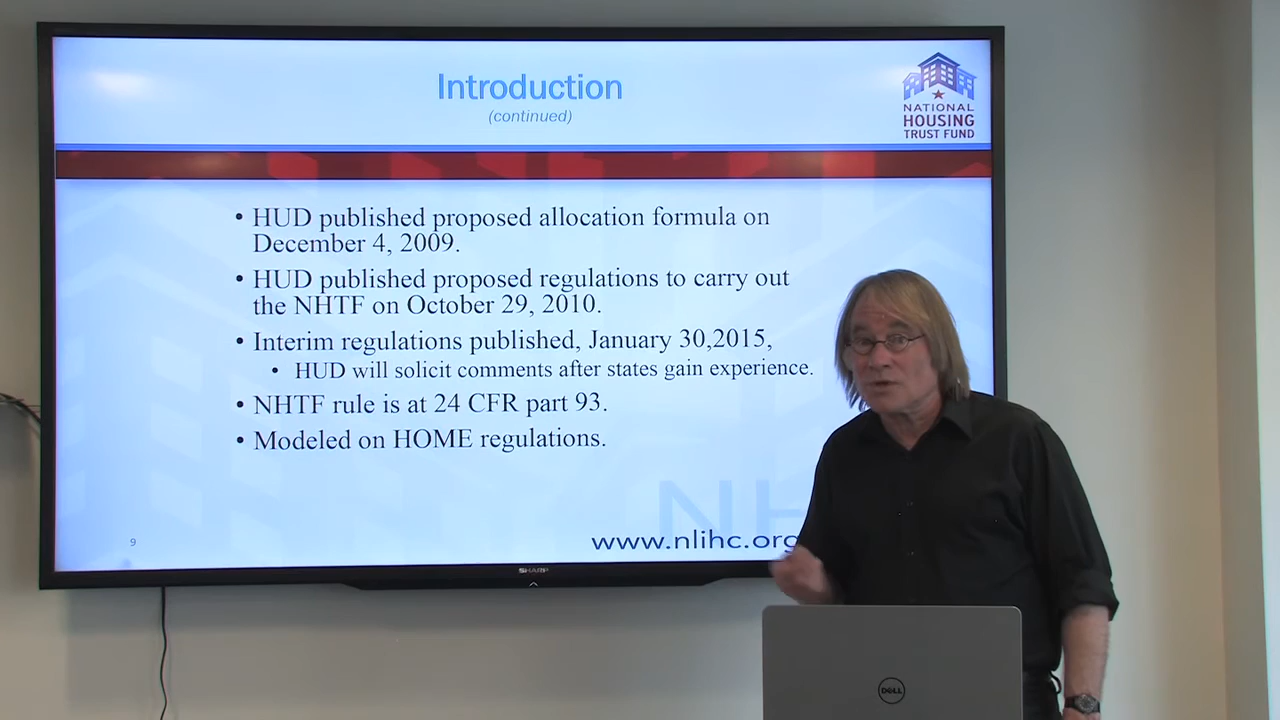 Introduction
(continued)
NATIONAL
HOUSING
TRUST FUND
• HUD published proposed allocation formula on
December 4, 2009.
• HUD published proposed regulations to carry out
the NHTF on October 29, 2010.
• Interim regulations published, January 30,2015,
• HUD will solicit comments after states gain experience.
• NHTF rule is at 24 CFR part 93.
• Modeled on HOME regulations.
NH
9
www.nlihc.org
SHARP
DELL